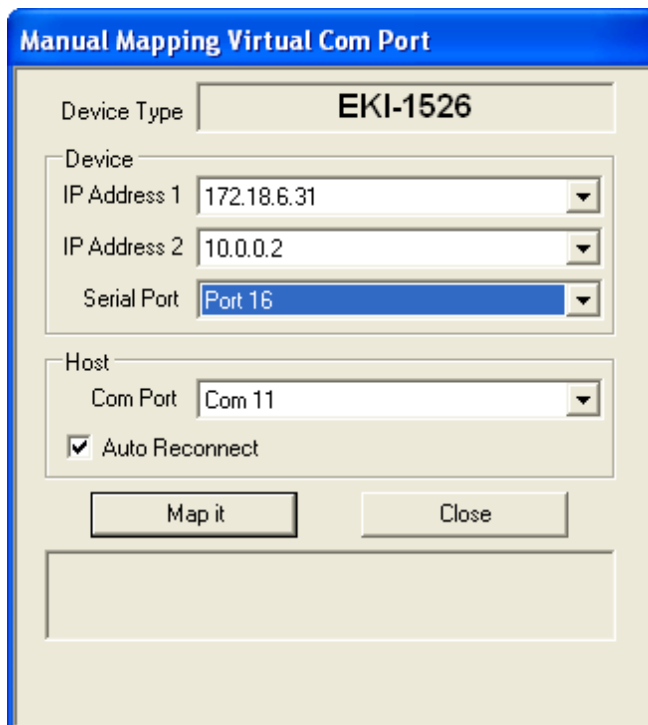 Manual Mapping Virtual Com Port
Device Type EKI-1526
Device
IP Address 1 172.18.6.31
IP Address 2 10.0.0.2
Serial Port Port 16
Host
Com Port Com 11
Auto Reconnect
Map it Close